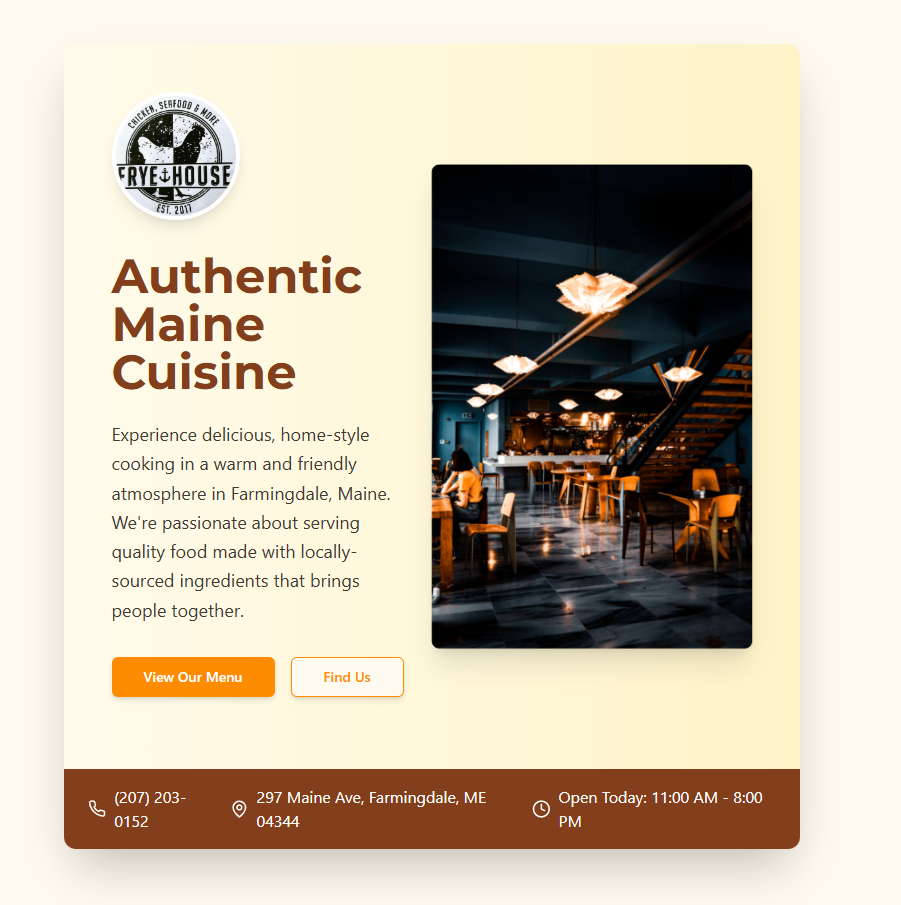 CHICKEN, SEAFOOD & MORE
FRYE HOUSE
EST. 2017
Authentic
Maine
Cuisine
Experience delicious, home-style
cooking in a warm and friendly
atmosphere in Farmingdale, Maine.
We're passionate about serving
quality food made with locally-
sourced ingredients that brings
people together.
View Our Menu
Find Us
(207) 203-
0152
297 Maine Ave, Farmingdale, ME
04344
Open Today: 11:00 AM - 8:00
PM